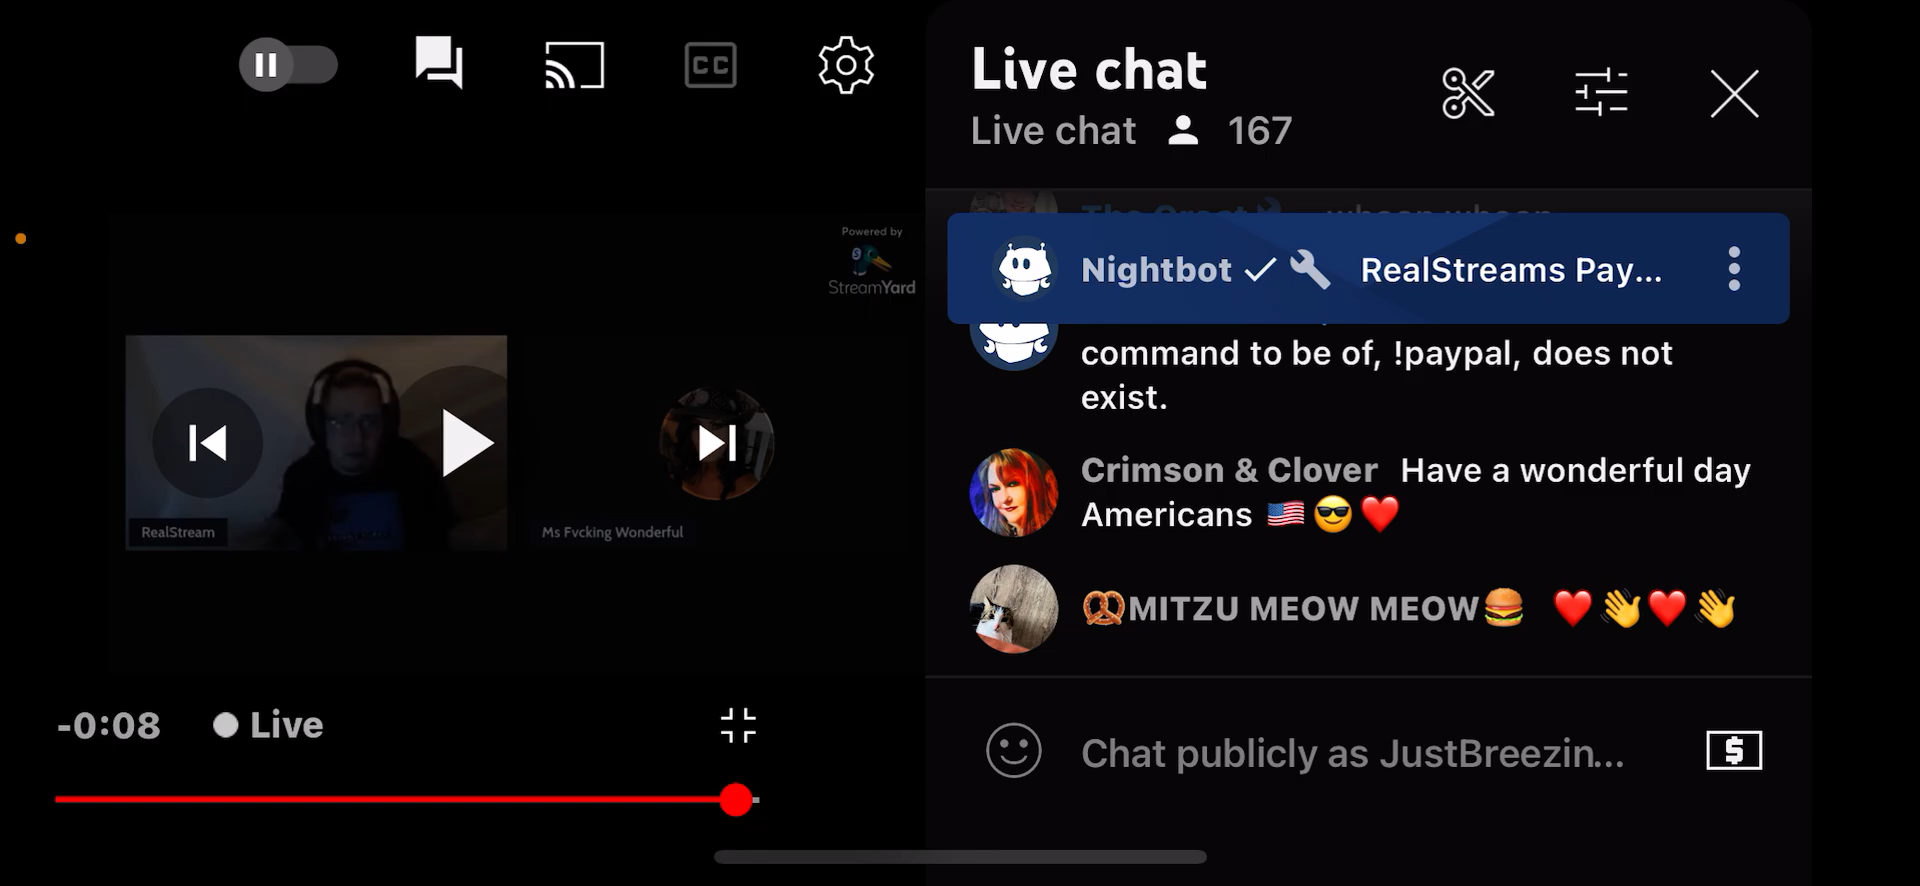 CC
Live chat
Live chat 167
Powered by
StreamYard
Nightbot RealStreams Pay...
command to be of, !paypal, does not
exist.
Crimson & Clover Have a wonderful day
Americans 🇺🇸😎❤️
🥨MITZU MEOW MEOW🍔 ❤️👋❤️👋
RealStream
Ms Fvcking Wonderful
-0:08 Live
Chat publicly as JustBreezin...